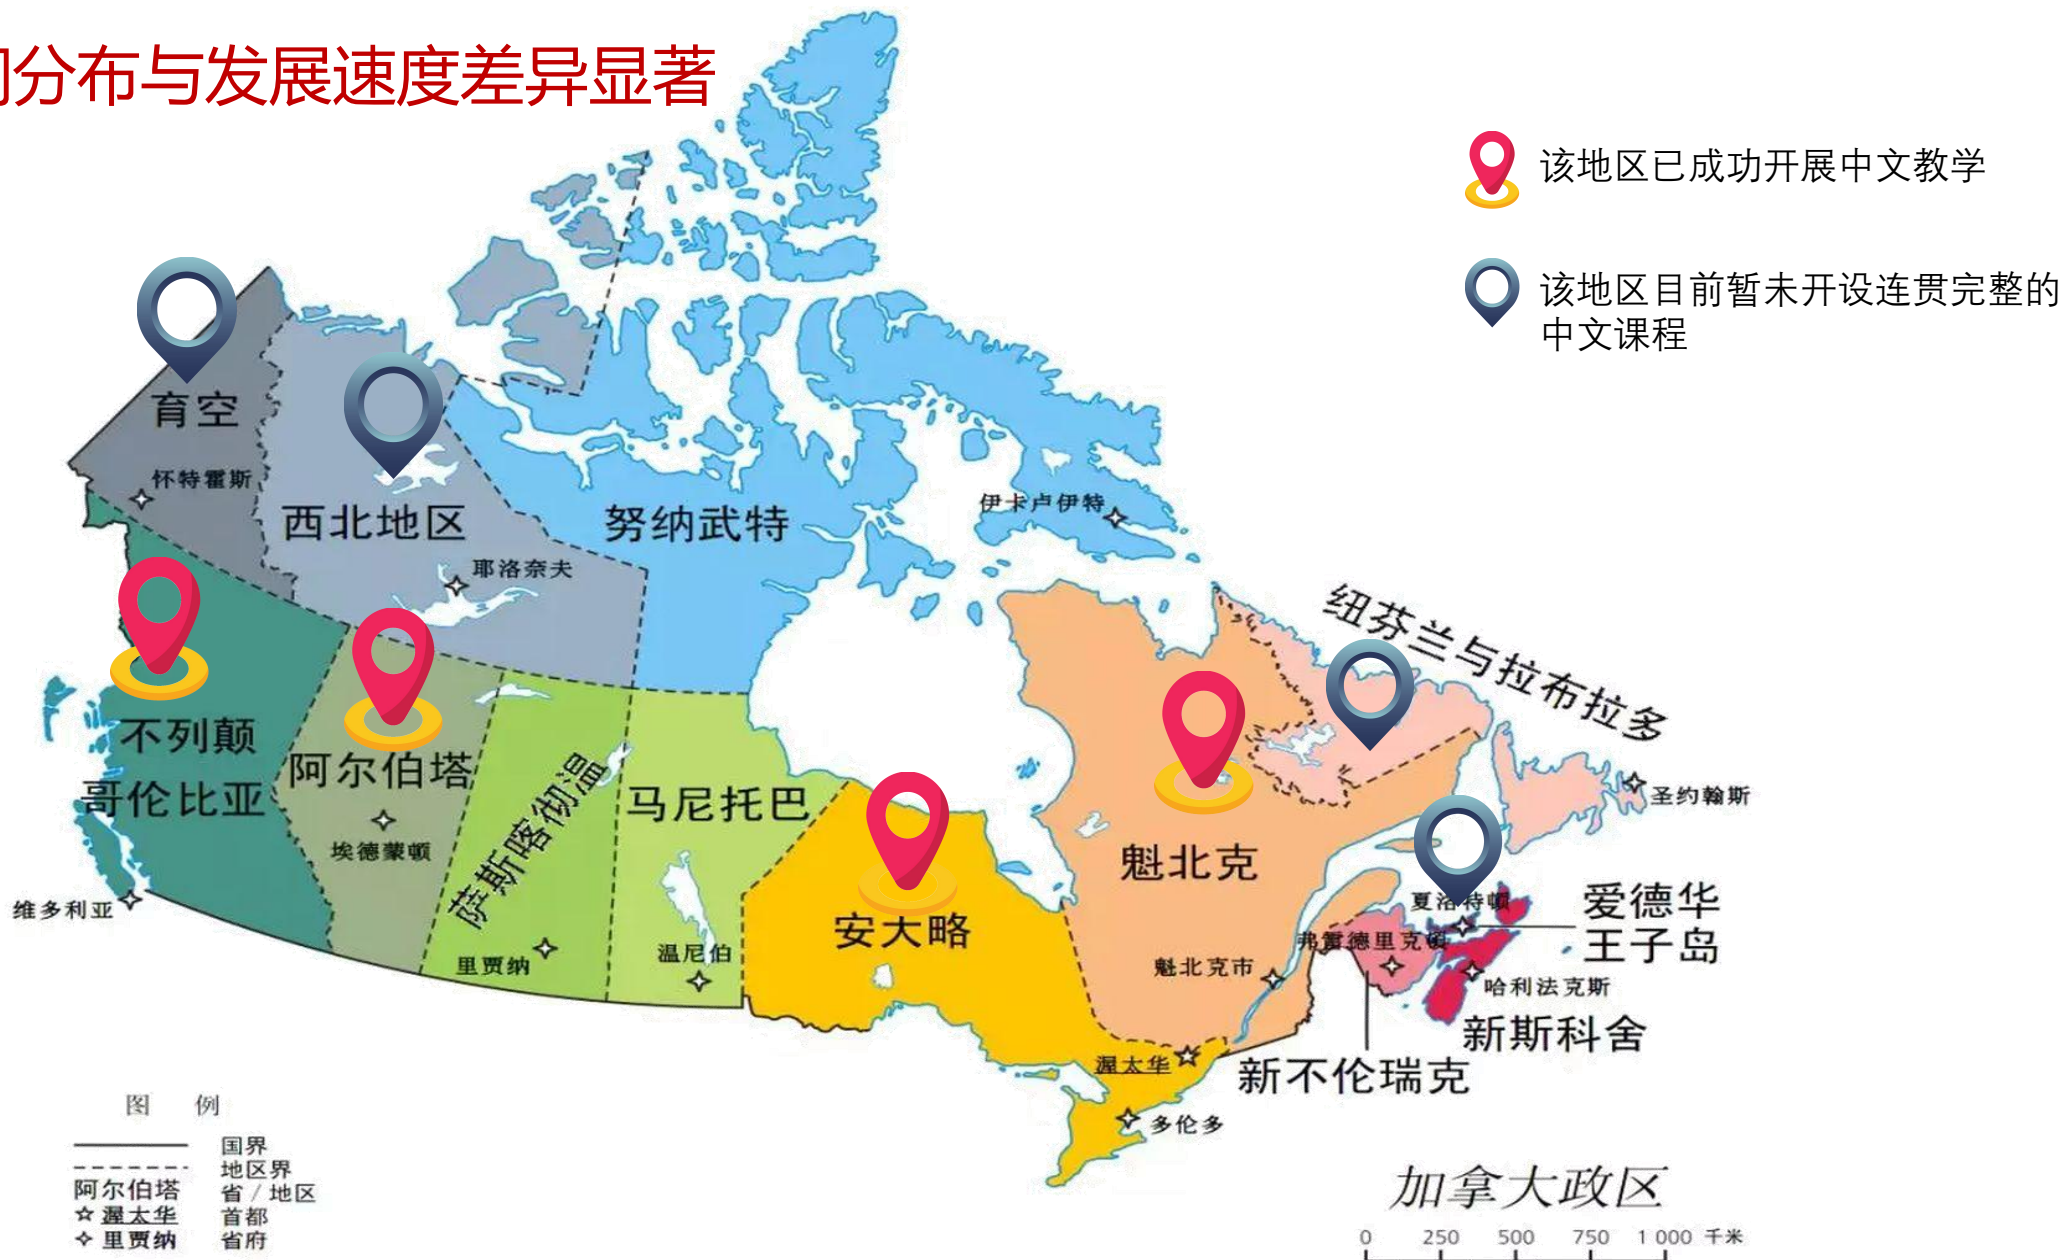 间分布与发展速度差异显著
该地区已成功开展中文教学
该地区目前暂未开设连贯完整的
中文课程
育空
怀特霍斯
西北地区
耶洛奈夫
努纳武特
伊卡卢伊特
不列颠
哥伦比亚
维多利亚
阿尔伯塔
埃德蒙顿
萨斯喀彻温
里贾纳
马尼托巴
温尼伯
安大略
渥太华
多伦多
魁北克
魁北克市
纽芬兰与拉布拉多
圣约翰斯
夏洛特顿
爱德华
王子岛
弗雷德里克顿
哈利法克斯
新斯科舍
新不伦瑞克
图 例
国界
地区界
阿尔伯塔 省/地区
渥太华 首都
里贾纳 省府
加拿大政区
0 250 500 750 1 000 千米